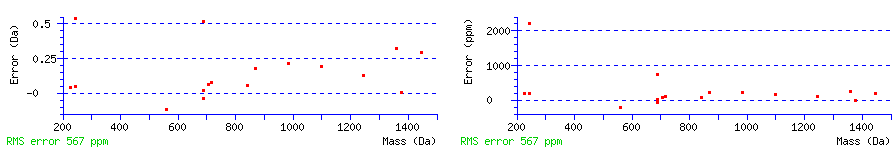 Error (Da)
0.5
0.25
-0
200 400 600 800 1000 1200 1400
RMS error 567 ppm
Mass (Da)
Error (ppm)
2000
1000
0
200 400 600 800 1000 1200 1400
RMS error 567 ppm
Mass (Da)